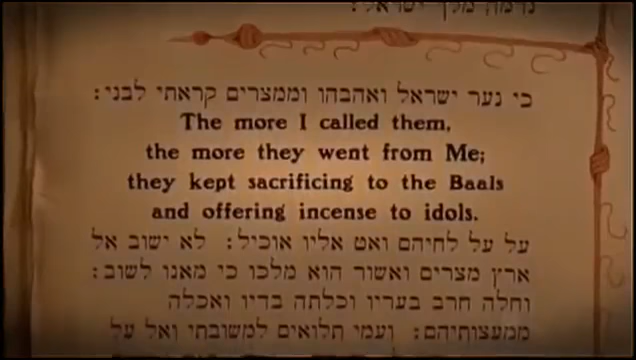 נדמה מלך ישראל:
כי נער ישראל ואהבהו וממצרים קראתי לבני:
The more I called them,
the more they went from Me;
they kept sacrificing to the Baals
and offering incense to idols.
על על לחיהם ואט אליו אוכיל: לא ישוב אל
ארץ מצרים ואשור הוא מלכו כי מאנו לשוב:
וחלה חרב בעריו וכלתה בדיו ואכלה
ממעצותיהם: ועמי תלואים למשובתי ואל על